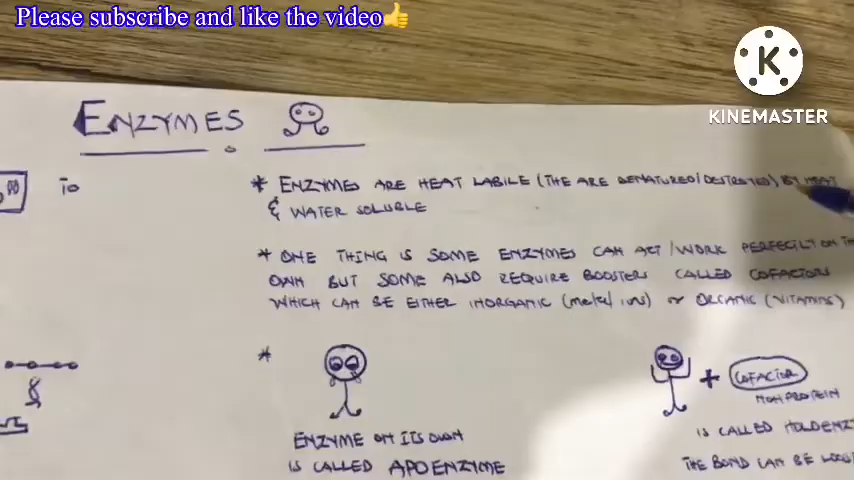 Please subscribe and like the video👍
KINEMASTER
ENZYMES
To
* ENZYMES ARE HEAT LABILE (THE ARE DENATURED/DESTROYED) BY HEAT
& WATER SOLUBLE
* ONE THING IS SOME ENZYMES CAN ACT/WORK PERFECTLY ON TH
OWN BUT SOME ALSO REQUIRE BOOSTERS CALLED COFACTORS
WHICH CAN BE EITHER INORGANIC (metal ions) or ORGANIC (VITAMINS)
*
+ COFACTOR
NON PROTEIN
ENZYME ON ITS OWN
IS CALLED APOENZYME
IS CALLED HOLOENZ
THE BOND CAN BE